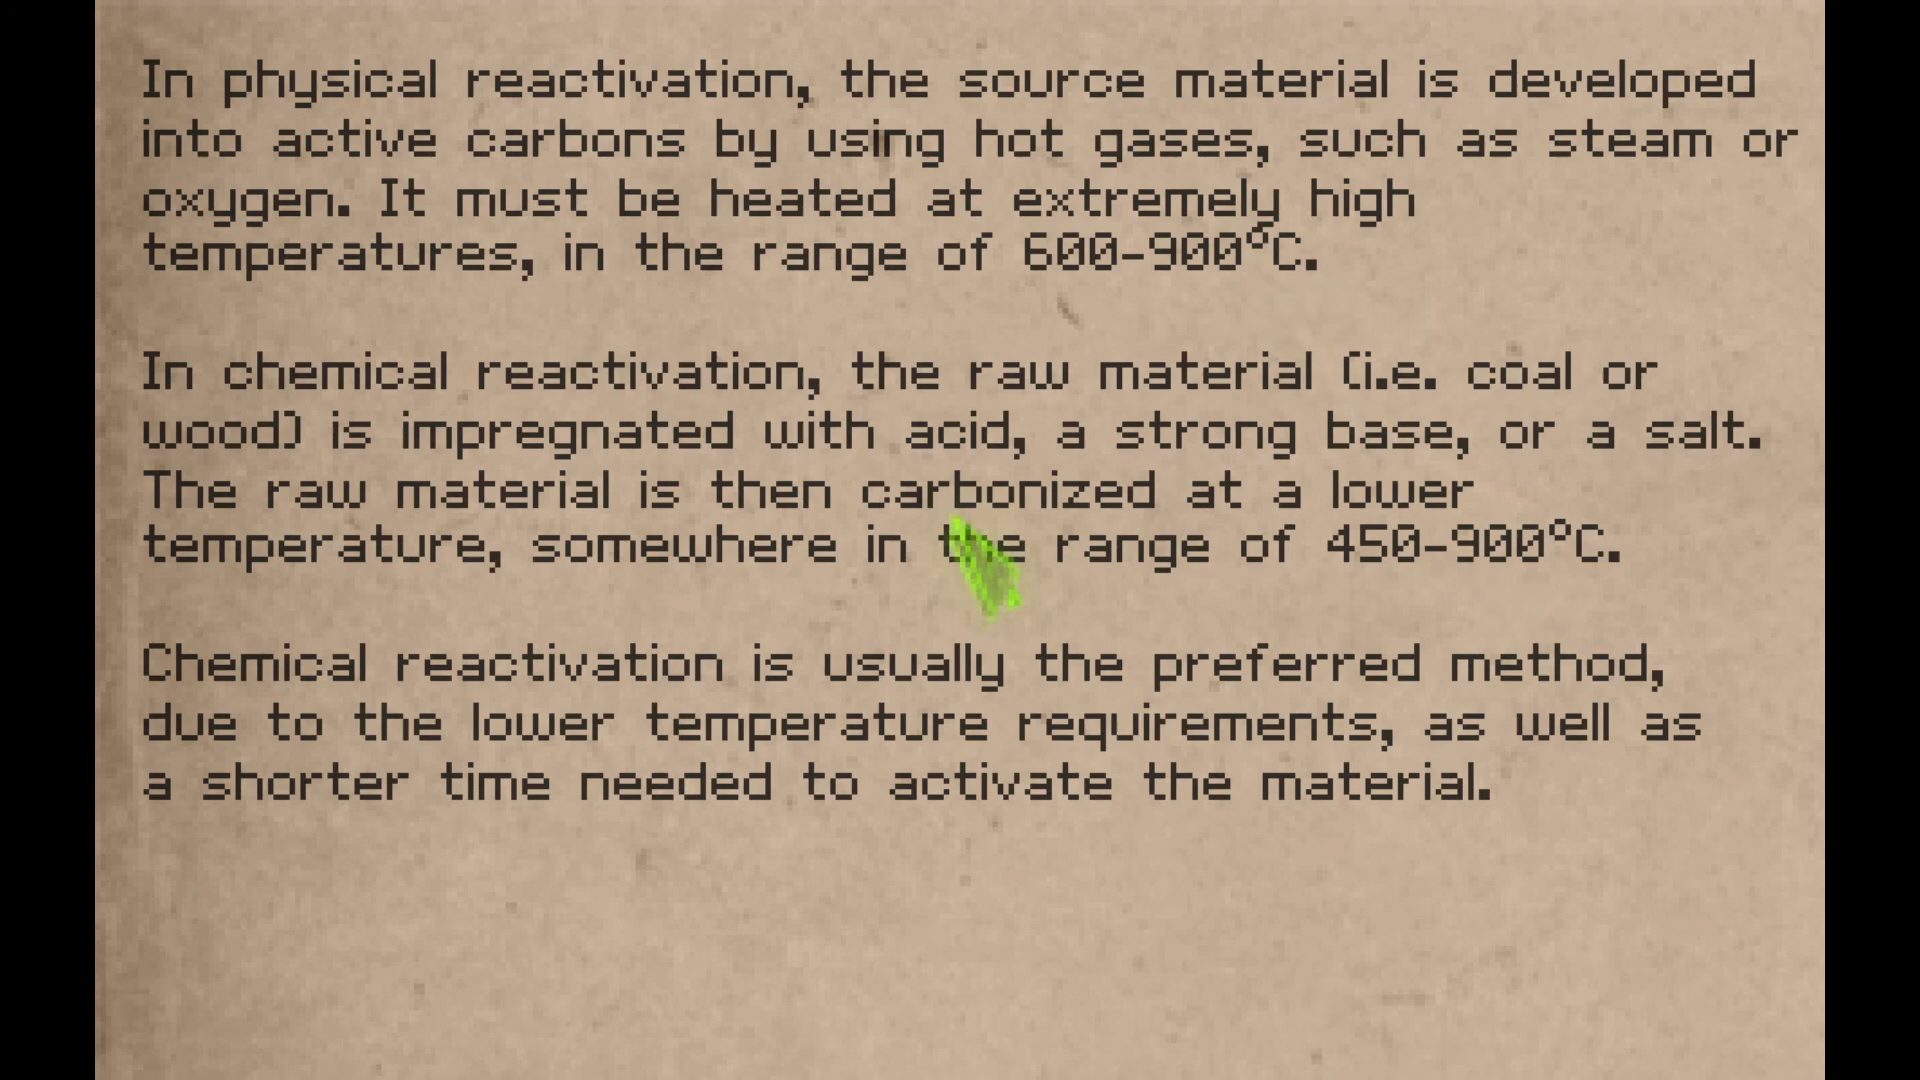 In physical reactivation, the source material is developed
into active carbons by using hot gases, such as steam or
oxygen. It must be heated at extremely high
temperatures, in the range of 600-900°C.
In chemical reactivation, the raw material (i.e. coal or
wood) is impregnated with acid, a strong base, or a salt.
The raw material is then carbonized at a lower
temperature, somewhere in the range of 450-900°C.
Chemical reactivation is usually the preferred method,
due to the lower temperature requirements, as well as
a shorter time needed to activate the material.